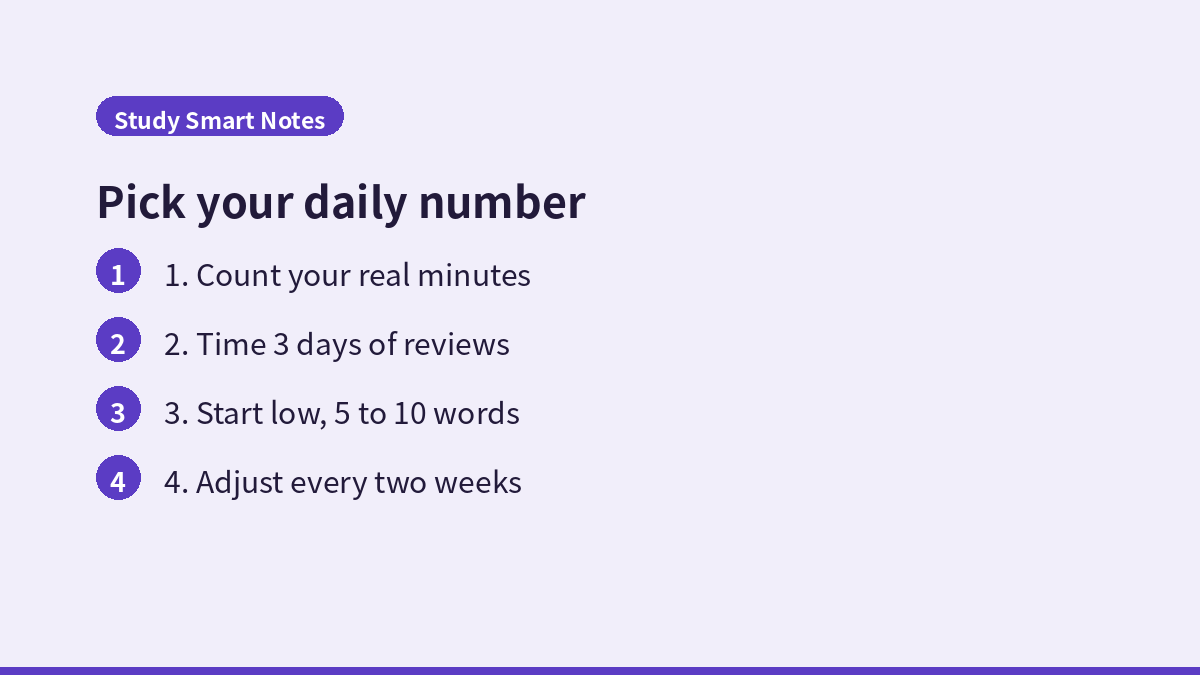 Study Smart Notes
Pick your daily number
1 1. Count your real minutes
2 2. Time 3 days of reviews
3 3. Start low, 5 to 10 words
4 4. Adjust every two weeks